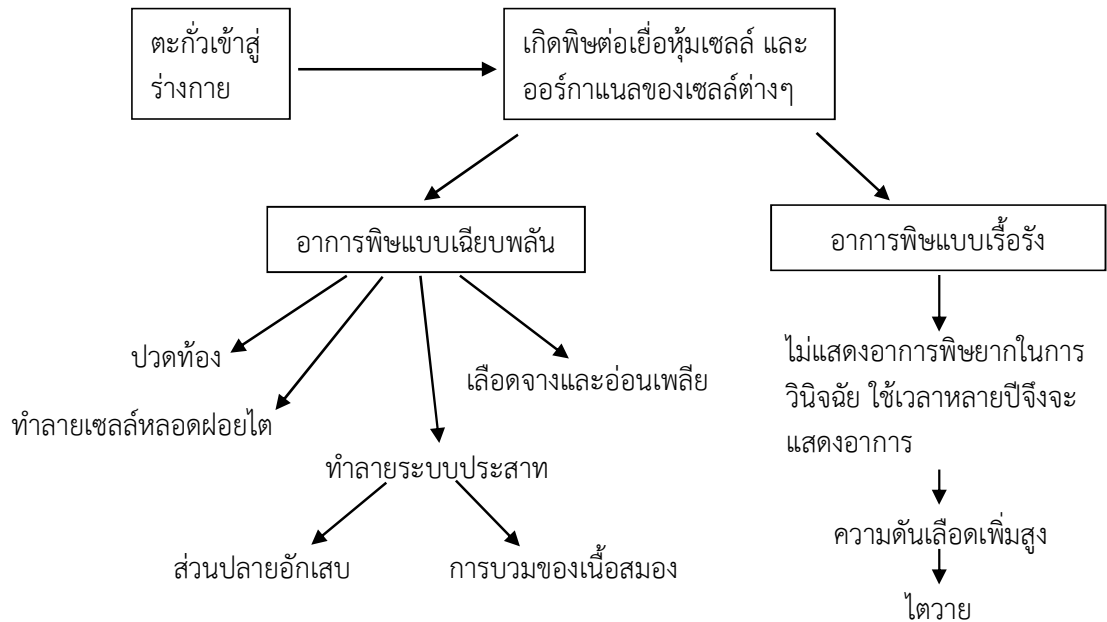 ตะกั่วเข้าสู่
ร่างกาย
เกิดพิษต่อเยื่อหุ้มเซลล์ และ
ออร์กาแนลของเซลล์ต่างๆ
อาการพิษแบบเฉียบพลัน
อาการพิษแบบเรื้อรัง
ปวดท้อง
ทำลายเซลล์หลอดฝอยไต
ทำลายระบบประสาท
เลือดจางและอ่อนเพลีย
ส่วนปลายอักเสบ
การบวมของเนื้อสมอง
ไม่แสดงอาการพิษยากในการ
วินิจฉัย ใช้เวลาหลายปีจึงจะ
แสดงอาการ
ความดันเลือดเพิ่มสูง
ไตวาย